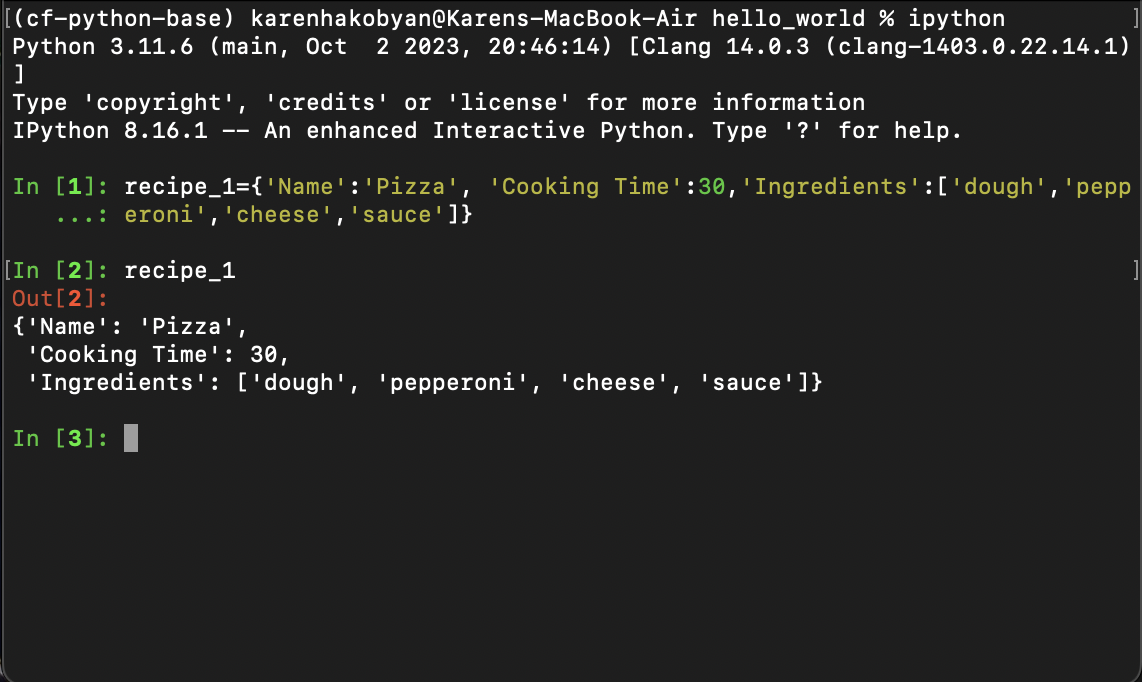 [(cf-python-base) karenhakobyan@Karens-MacBook-Air hello_world % ipython ]
Python 3.11.6 (main, Oct  2 2023, 20:46:14) [Clang 14.0.3 (clang-1403.0.22.14.1)
]
Type 'copyright', 'credits' or 'license' for more information
IPython 8.16.1 -- An enhanced Interactive Python. Type '?' for help.
In [1]: recipe_1={'Name':'Pizza', 'Cooking Time':30,'Ingredients':['dough','pepp
...: eroni','cheese','sauce']}
[In [2]: recipe_1 ]
Out[2]:
{'Name': 'Pizza',
'Cooking Time': 30,
'Ingredients': ['dough', 'pepperoni', 'cheese', 'sauce']}
In [3]: